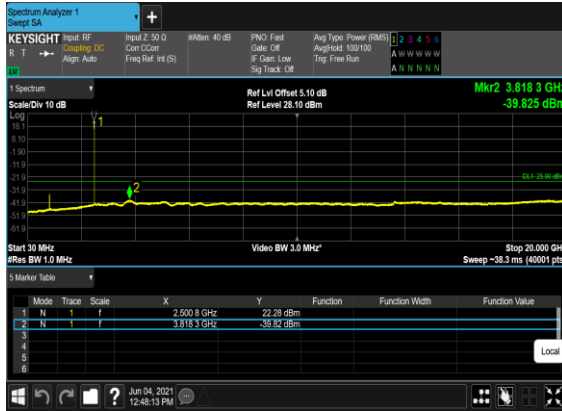 Spectrum Analyzer 1
Swept SA
+
KEYSIGHT Input: RF Input Z: 50 Ω #Atten: 40 dB PNO: Fast Avg Type: Power (RMS) 1 2 3 4 5 6
R T Coupling: DC Corr CCorr Gate: Off Avg|Hold: 100/100 A W W W W W
Align: Auto Freq Ref: Int (S) IF Gain: Low Trig: Free Run
LU Sig Track: Off A N N N N N
1 Spectrum Ref Lvl Offset 5.10 dB Mkr2 3.818 3 GHz
Scale/Div 10 dB Ref Level 28.10 dBm -39.825 dBm
Log
18.1
8.10
-1.90
-11.9
-21.9
-31.9
-41.9
-51.9
-61.9
1
2
DL1 -25.00 dBm
Start 30 MHz Video BW 3.0 MHz* Stop 20.000 GHz
#Res BW 1.0 MHz Sweep ~38.3 ms (40001 pts)
5 Marker Table
Mode Trace Scale X Y Function Function Width Function Value
1 N 1 f 2.500 8 GHz 22.28 dBm
2 N 1 f 3.818 3 GHz -39.82 dBm
3
4
5
6
Local
? Jun 04, 2021
12:48:13 PM